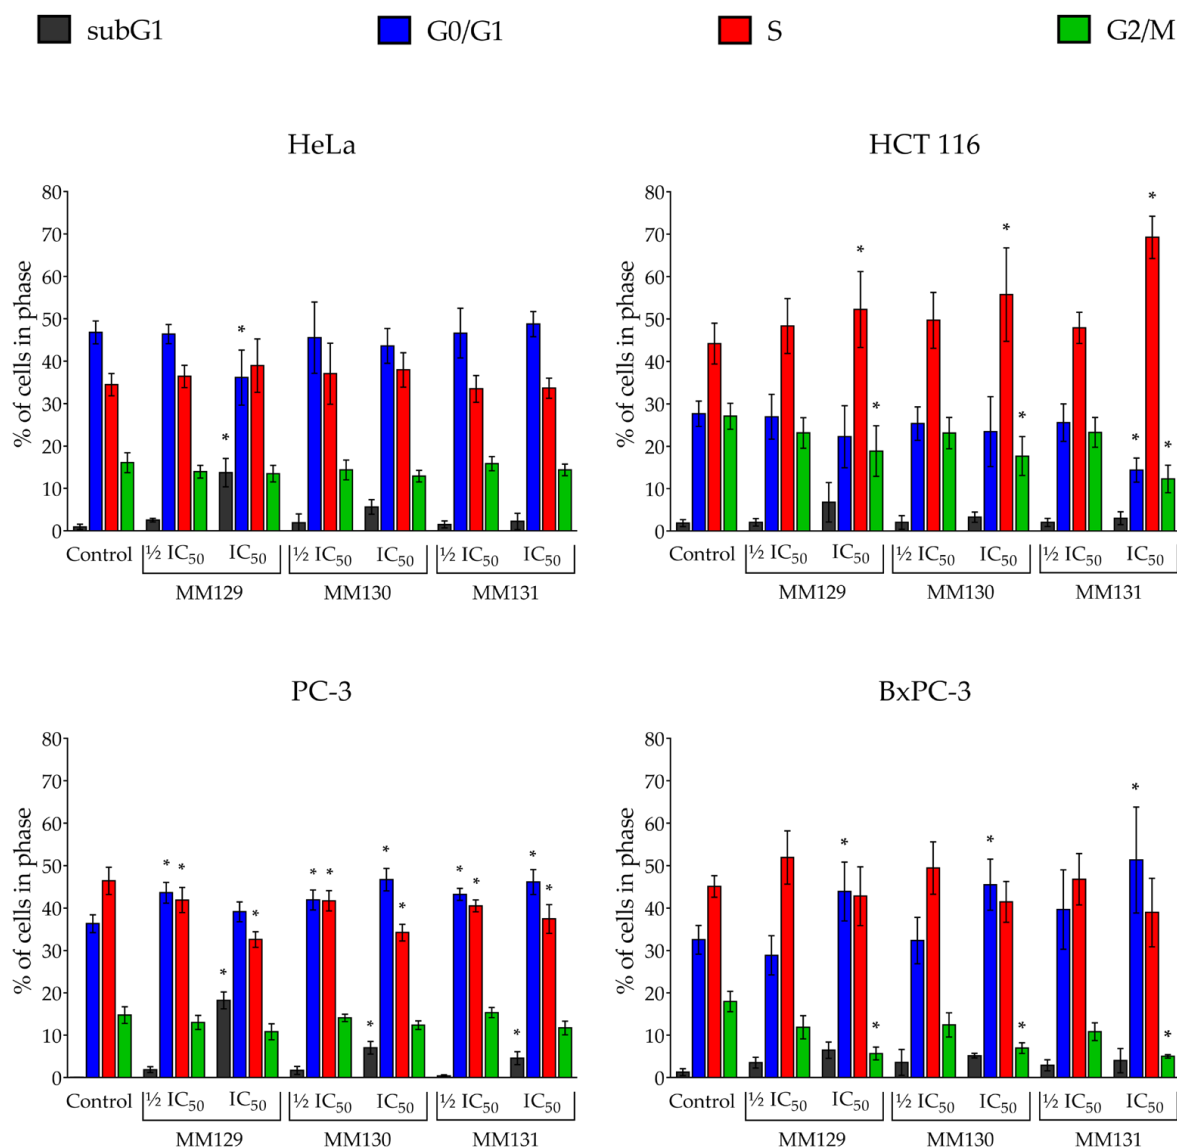 subG1 G0/G1 S G2/M
HeLa
% of cells in phase
80
70
60
50
40
30
20
10
0
* *
Control ½ IC50 IC50 ½ IC50 IC50 ½ IC50 IC50
MM129 MM130 MM131
HCT 116
% of cells in phase
80
70
60
50
40
30
20
10
0
* * * * * * *
Control ½ IC50 IC50 ½ IC50 IC50 ½ IC50 IC50
MM129 MM130 MM131
PC-3
% of cells in phase
80
70
60
50
40
30
20
10
0
* * * * * * * * * * * * * *
Control ½ IC50 IC50 ½ IC50 IC50 ½ IC50 IC50
MM129 MM130 MM131
BxPC-3
% of cells in phase
80
70
60
50
40
30
20
10
0
* * * * * *
Control ½ IC50 IC50 ½ IC50 IC50 ½ IC50 IC50
MM129 MM130 MM131